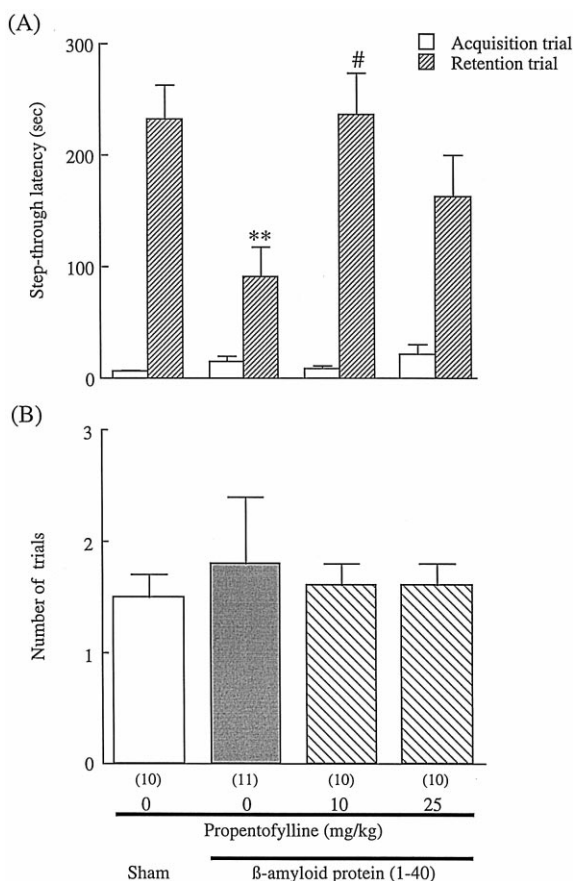 (A)
300
200
100
0
Step-through latency (sec)
Acquisition trial
Retention trial
**
#
(B)
3
2
1
0
Number of trials
(10) (11) (10) (10)
0 0 10 25
Propentofylline (mg/kg)
Sham ß-amyloid protein (1-40)